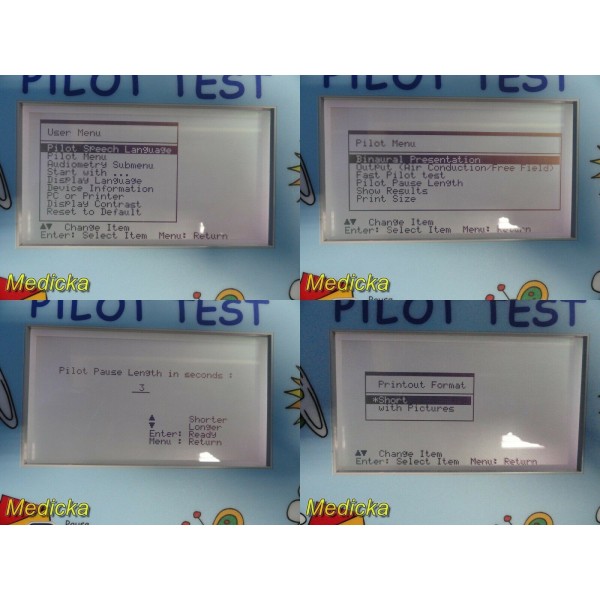 PILOT TEST
User Menu
Pilot Speech Language
Pilot Menu
Audiometry Submenu
Start with ...
Display Language
Device Information
PC or Printer
Display Contrast
Reset to Default
▲▼ Change Item
Enter: Select Item Menu: Return
Medicka
PILOT TEST
Pilot Menu
Binaural Presentation
Output (Air Conduction/Free Field)
Fast Pilot test
Pilot Pause Length
Show Results
Print Size
▲▼ Change Item
Enter: Select Item Menu: Return
Medicka
Pause
PILOT TEST
Pilot Pause Length in seconds :
3
▲ Shorter
▼ Longer
Enter: Ready
Menu : Return
Medicka
Pause
PILOT TEST
Printout Format
*Short
with Pictures
▲▼ Change Item
Enter: Select Item Menu: Return
Medicka